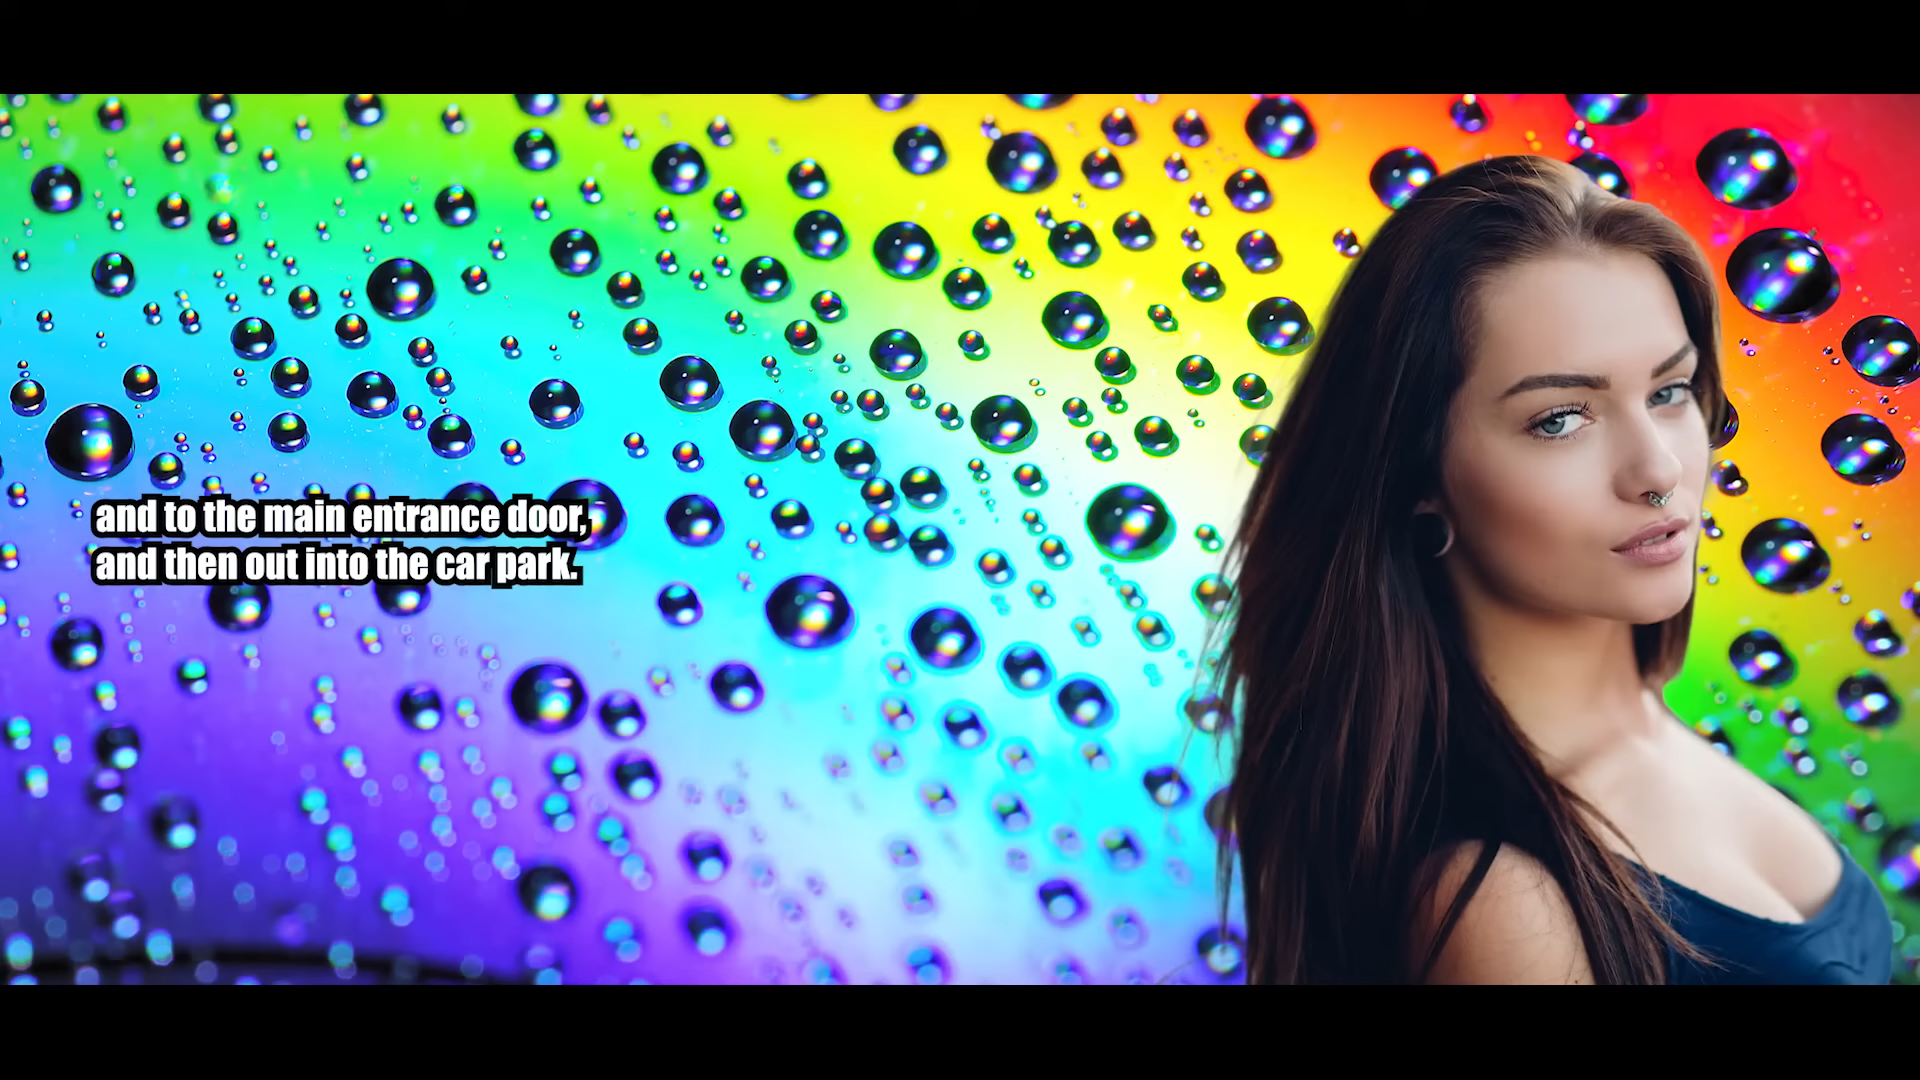 and to the main entrance door,
and then out into the car park.